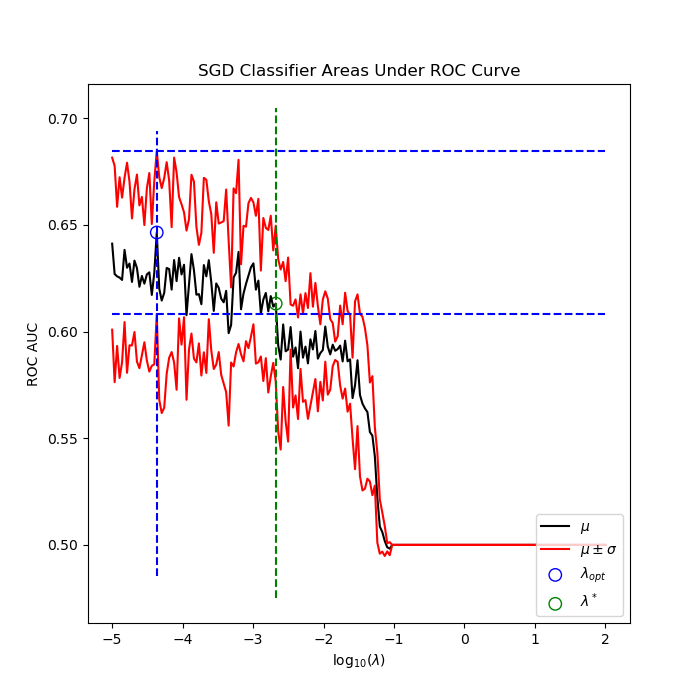 SGD Classifier Areas Under ROC Curve
ROC AUC
0.70
0.65
0.60
0.55
0.50
−5
−4
−3
−2
−1
0
1
2
log₁₀(λ)
μ
μ ± σ
λ_opt
λ*